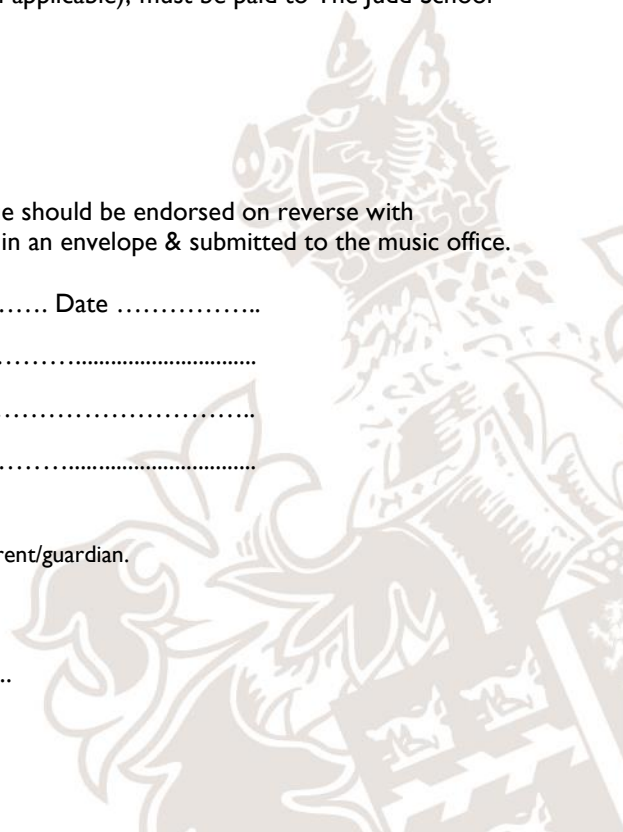 applicable), must be paid to The Judd School
e should be endorsed on reverse with
in an envelope & submitted to the music office.
……. Date ……………..
………...............................
………………………………..
………...............................
rent/guardian.
..